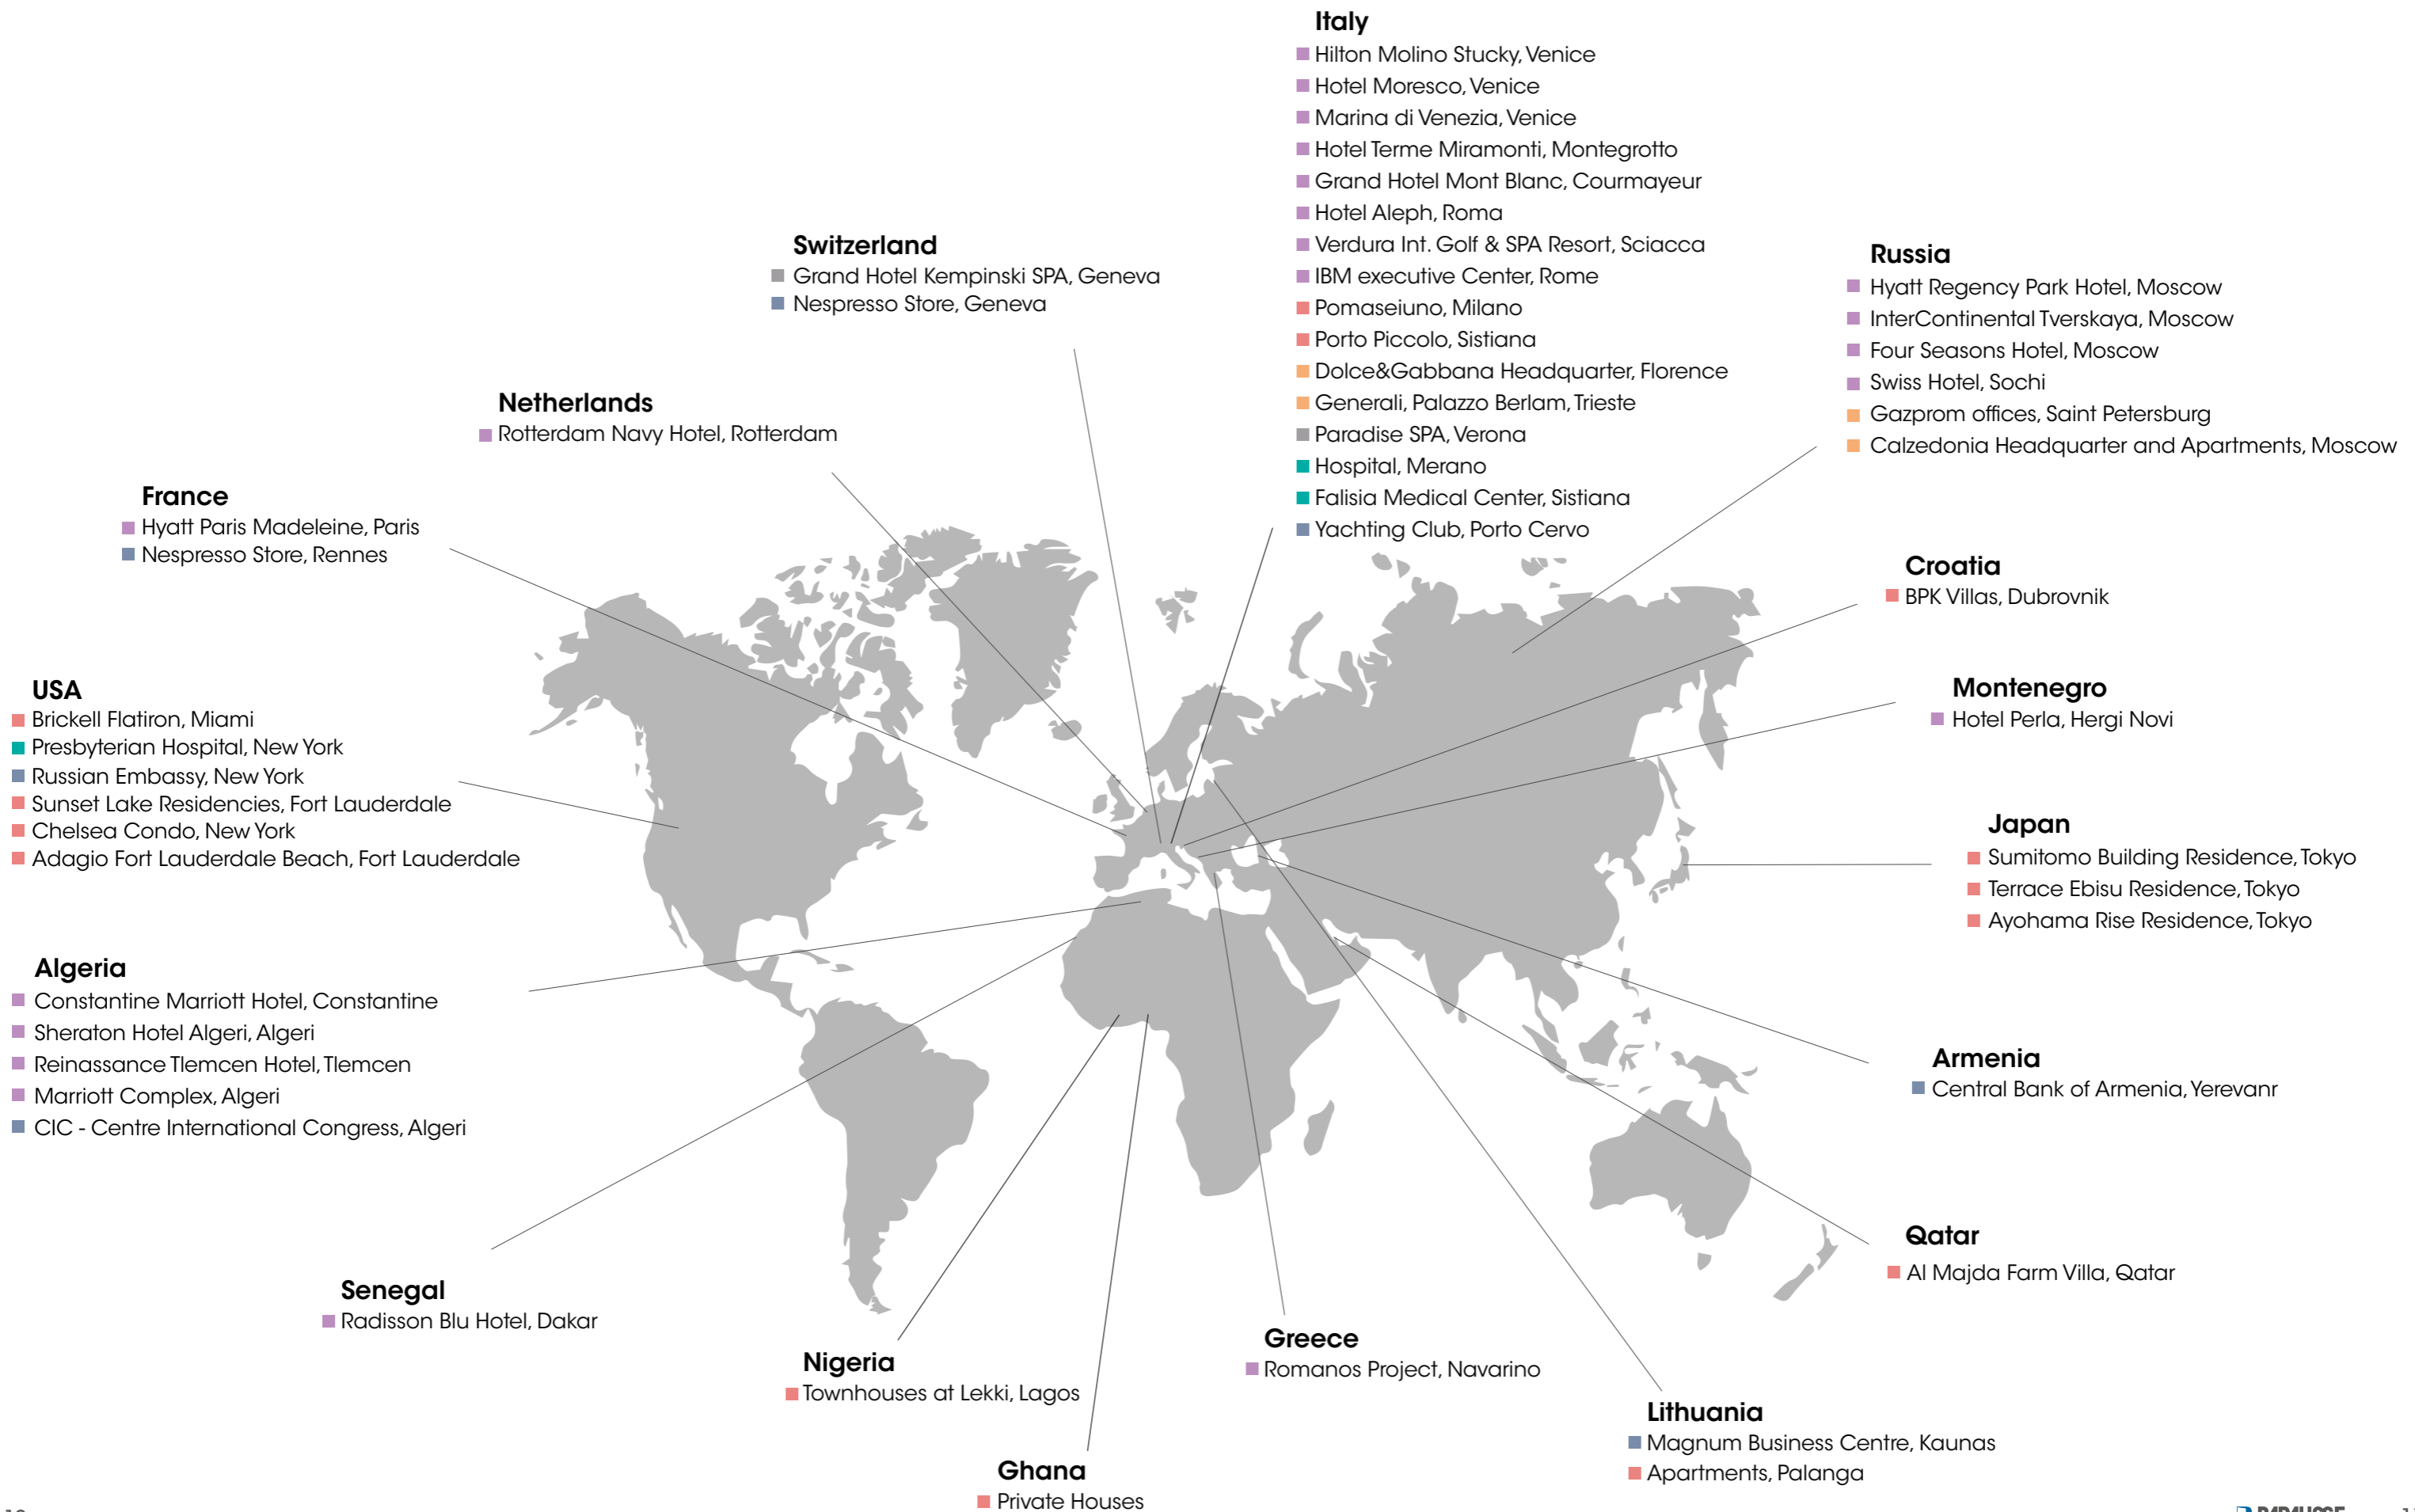 Italy
Hilton Molino Stucky, Venice
Hotel Moresco, Venice
Marina di Venezia, Venice
Hotel Terme Miramonti, Montegrotto
Grand Hotel Mont Blanc, Courmayeur
Hotel Aleph, Roma
Verdura Int. Golf & SPA Resort, Sciacca
IBM executive Center, Rome
Pomaseiuno, Milano
Porto Piccolo, Sistiana
Dolce&Gabbana Headquarter, Florence
Generali, Palazzo Berlam, Trieste
Paradise SPA, Verona
Hospital, Merano
Falisia Medical Center, Sistiana
Yachting Club, Porto Cervo
Switzerland
Grand Hotel Kempinski SPA, Geneva
Nespresso Store, Geneva
Russia
Hyatt Regency Park Hotel, Moscow
InterContinental Tverskaya, Moscow
Four Seasons Hotel, Moscow
Swiss Hotel, Sochi
Gazprom offices, Saint Petersburg
Calzedonia Headquarter and Apartments, Moscow
Netherlands
Rotterdam Navy Hotel, Rotterdam
France
Hyatt Paris Madeleine, Paris
Nespresso Store, Rennes
Croatia
BPK Villas, Dubrovnik
USA
Brickell Flatiron, Miami
Presbyterian Hospital, New York
Russian Embassy, New York
Sunset Lake Residencies, Fort Lauderdale
Chelsea Condo, New York
Adagio Fort Lauderdale Beach, Fort Lauderdale
Montenegro
Hotel Perla, Hergi Novi
Japan
Sumitomo Building Residence, Tokyo
Terrace Ebisu Residence, Tokyo
Ayohama Rise Residence, Tokyo
Algeria
Constantine Marriott Hotel, Constantine
Sheraton Hotel Algeri, Algeri
Reinassance Tlemcen Hotel, Tlemcen
Marriott Complex, Algeri
CIC - Centre International Congress, Algeri
Armenia
Central Bank of Armenia, Yerevanr
Qatar
Al Majda Farm Villa, Qatar
Senegal
Radisson Blu Hotel, Dakar
Nigeria
Townhouses at Lekki, Lagos
Greece
Romanos Project, Navarino
Lithuania
Magnum Business Centre, Kaunas
Apartments, Palanga
Ghana
Private Houses